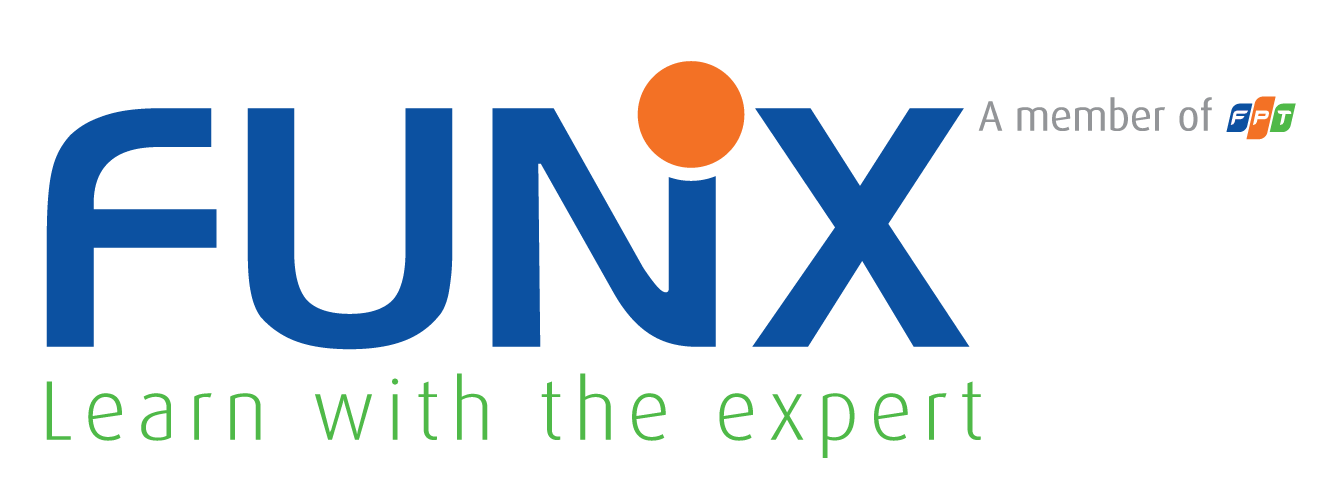 FUNiX
A member of FPT
Learn with the expert